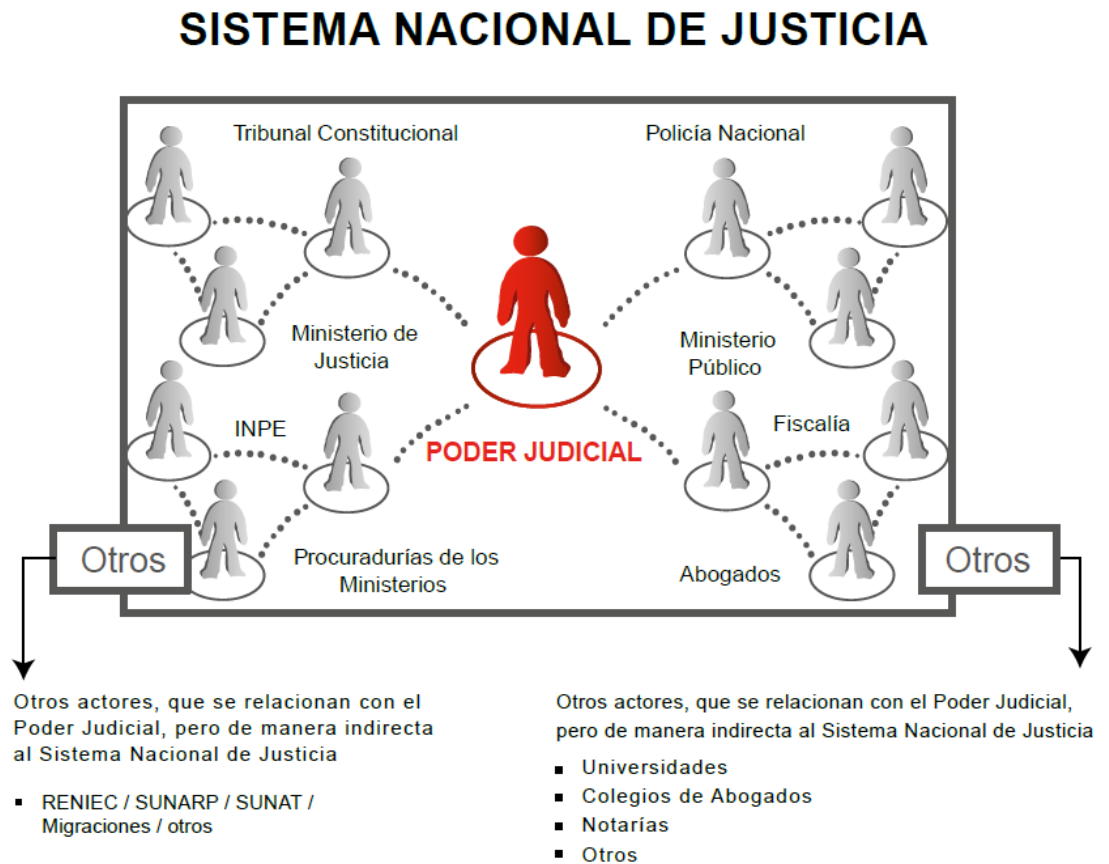 SISTEMA NACIONAL DE JUSTICIA
Tribunal Constitucional
Policía Nacional
Ministerio de
Justicia
Ministerio
Público
INPE
PODER JUDICIAL
Fiscalía
Procuradurías de los
Ministerios
Abogados
Otros
Otros
Otros actores, que se relacionan con el
Poder Judicial, pero de manera indirecta
al Sistema Nacional de Justicia
▪ RENIEC / SUNARP / SUNAT /
Migraciones / otros
Otros actores, que se relacionan con el Poder Judicial,
pero de manera indirecta al Sistema Nacional de Justicia
▪ Universidades
▪ Colegios de Abogados
▪ Notarías
▪ Otros